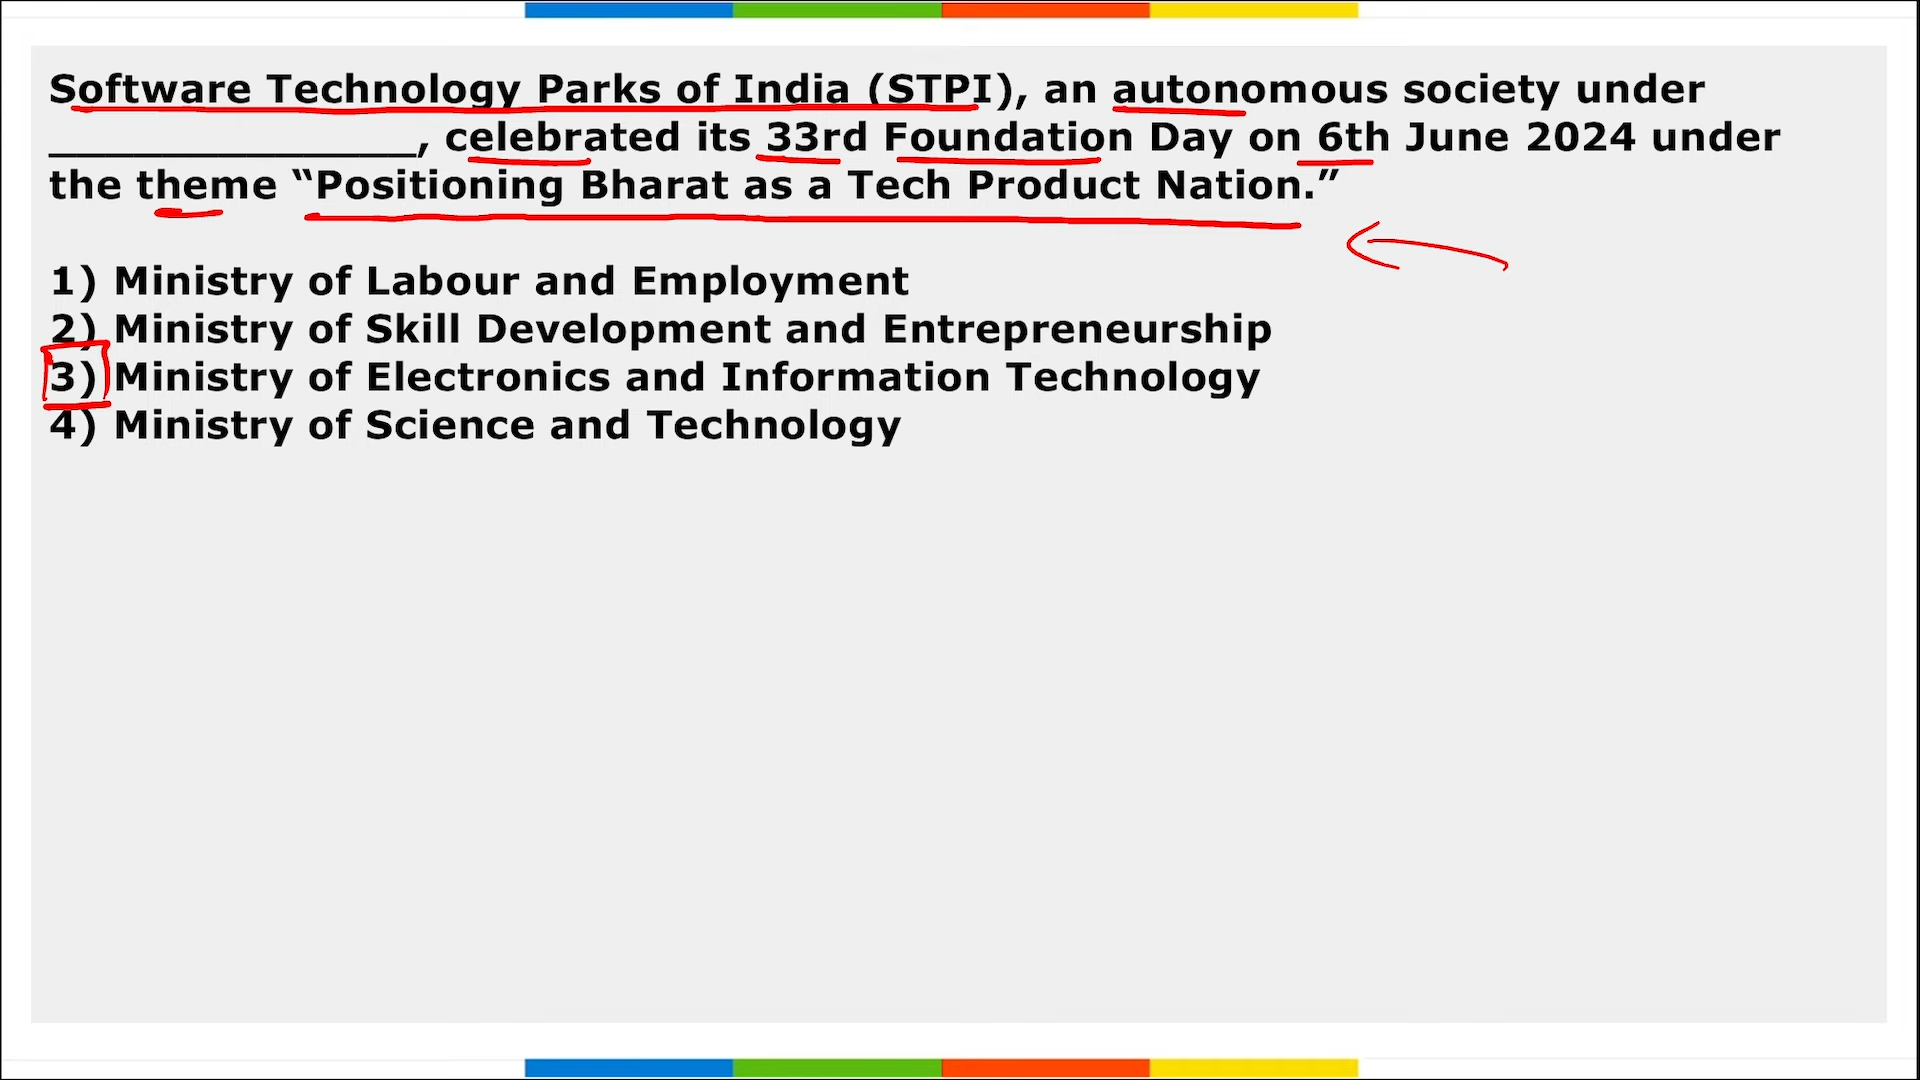 Software Technology Parks of India (STPI), an autonomous society under
________________, celebrated its 33rd Foundation Day on 6th June 2024 under
the theme “Positioning Bharat as a Tech Product Nation.”
1) Ministry of Labour and Employment
2) Ministry of Skill Development and Entrepreneurship
3) Ministry of Electronics and Information Technology
4) Ministry of Science and Technology